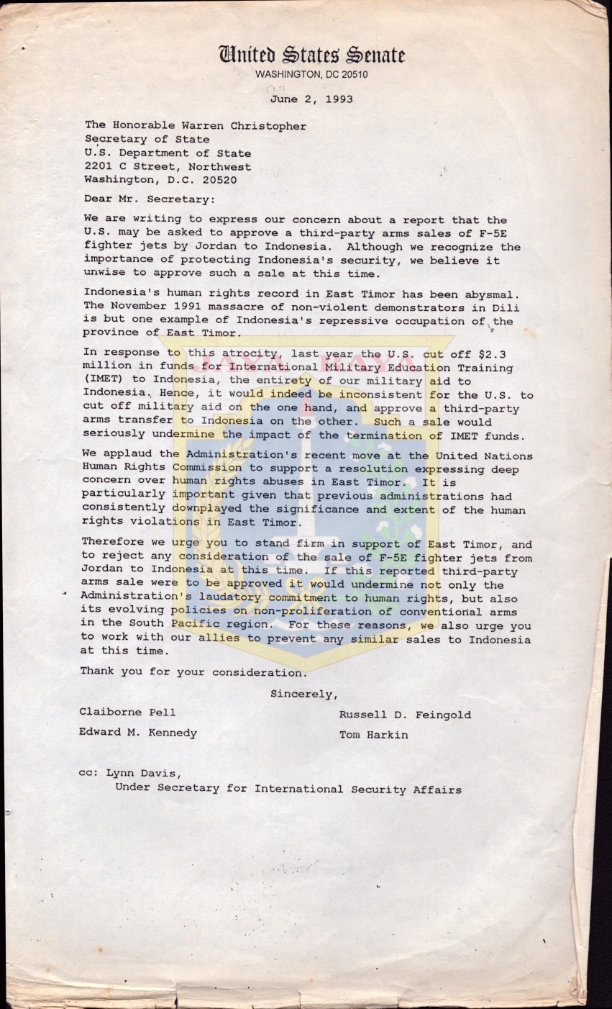 United States Senate
WASHINGTON, DC 20510
June 2, 1993
The Honorable Warren Christopher
Secretary of State
U.S. Department of State
2201 C Street, Northwest
Washington, D.C. 20520
Dear Mr. Secretary:
We are writing to express our concern about a report that the
U.S. may be asked to approve a third-party arms sales of F-5E
fighter jets by Jordan to Indonesia. Although we recognize the
importance of protecting Indonesia's security, we believe it
unwise to approve such a sale at this time.
Indonesia's human rights record in East Timor has been abysmal.
The November 1991 massacre of non-violent demonstrators in Dili
is but one example of Indonesia's repressive occupation of the
province of East Timor.
JAYA RAYA
In response to this atrocity, last year the U.S. cut off $2.3
million in funds for International Military Education Training
(IMET) to Indonesia, the entirety of our military aid to
Indonesia. Hence, it would indeed be inconsistent for the U.S. to
cut off military aid on the one hand, and approve a third-party
arms transfer to Indonesia on the other. Such a sale would
seriously undermine the impact of the termination of IMET funds.
We applaud the Administration's recent move at the United Nations
Human Rights Commission to support a resolution expressing deep
concern over human rights abuses in East Timor. It is
particularly important given that previous administrations had
consistently downplayed the significance and extent of the human
rights violations in East Timor.
Therefore we urge you to stand firm in support of East Timor, and
to reject any consideration of the sale of F-5E fighter jets from
Jordan to Indonesia at this time. If this reported third-party
arms sale were to be approved it would undermine not only the
Administration's laudatory commitment to human rights, but also
its evolving policies on non-proliferation of conventional arms
in the South Pacific region. For these reasons, we also urge you
to work with our allies to prevent any similar sales to Indonesia
at this time.
Thank you for your consideration.
Sincerely,
Claiborne Pell
Russell D. Feingold
Edward M. Kennedy
Tom Harkin
cc: Lynn Davis,
Under Secretary for International Security Affairs